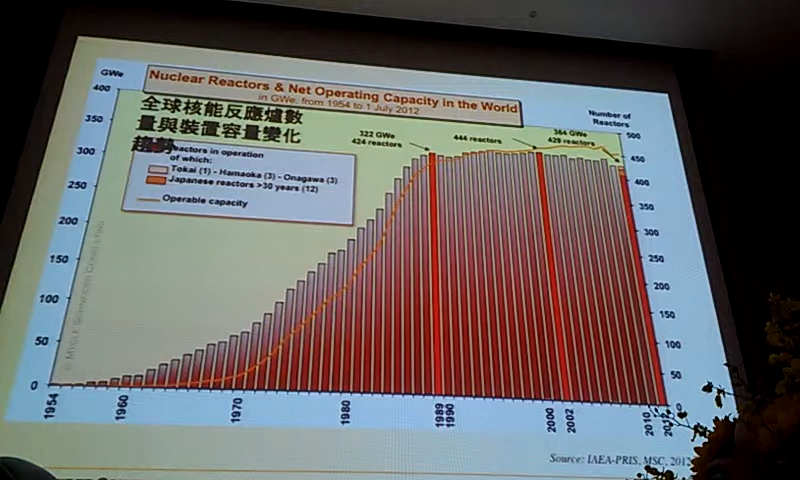 Nuclear Reactors & Net Operating Capacity in the World
in GWe, from 1954 to 1 July 2012
全球核能反應爐數
量與裝置容量變化
趨勢
GWe
Number of
Reactors
322 GWe
424 reactors
444 reactors
364 GWe
429 reactors
Reactors in operation
of which:
Tokai (1) - Hamaoka (3) - Onagawa (3)
Japanese reactors >30 years (12)
Operable capacity
400
350
300
250
200
150
100
50
0
500
450
400
350
300
250
200
150
100
50
0
© MYCLE SCHNEIDER CONSULTING
1954
1960
1970
1980
1989
1990
2000
2002
2010
2012
Source: IAEA-PRIS, MSC, 2012